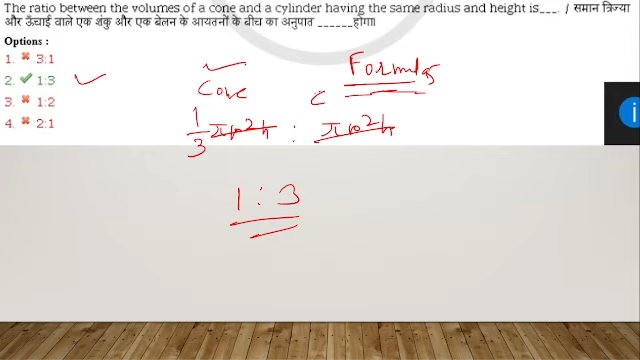 The ratio between the volumes of a cone and a cylinder having the same radius and height is___. / समान त्रिज्या
और ऊँचाई वाले एक शंकु और एक बेलन के आयतनों के बीच का अनुपात ______होगा।
Options :
1. 3:1
2. 1:3
3. 1:2
4. 2:1
Formulas
Cone C
1/3 πr²h : πr²h
1 : 3
i